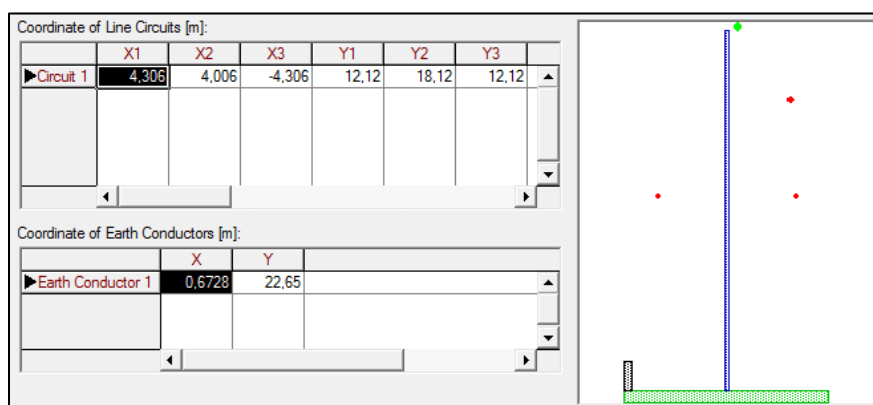 Coordinate of Line Circuits [m]:
X1 X2 X3 Y1 Y2 Y3
Circuit 1 4,306 4,006 -4,306 12,12 18,12 12,12
Coordinate of Earth Conductors [m]:
X Y
Earth Conductor 1 0,6728 22,65